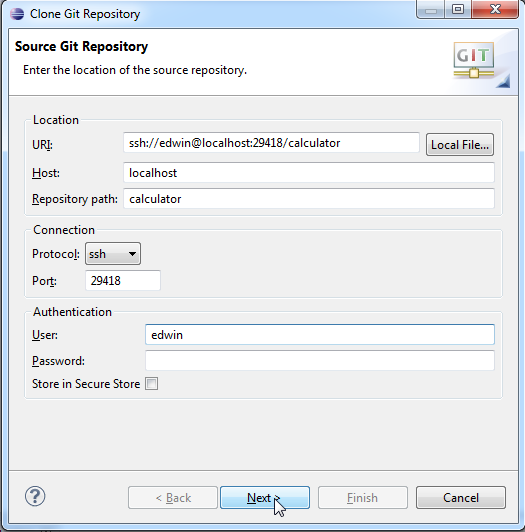 Clone Git Repository
Source Git Repository
Enter the location of the source repository.
GIT
Location
URI: ssh://edwin@localhost:29418/calculator Local File...
Host: localhost
Repository path: calculator
Connection
Protocol: ssh
Port: 29418
Authentication
User: edwin
Password:
Store in Secure Store
? < Back Next > Finish Cancel